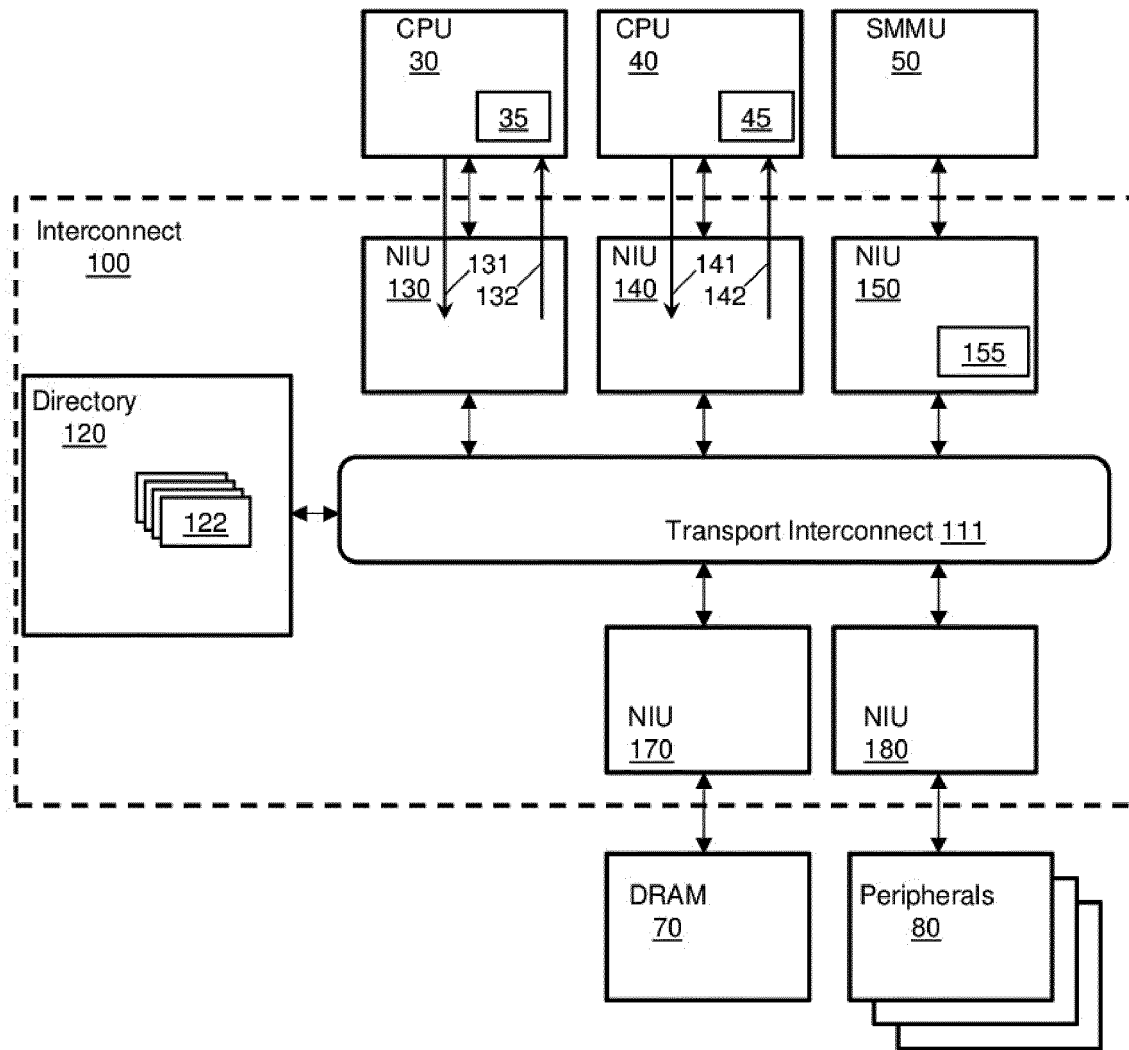 CPU
30
35
CPU
40
45
SMMU
50
Interconnect
100
NIU
130
131
132
NIU
140
141
142
NIU
150
155
Directory
120
122
Transport Interconnect 111
NIU
170
NIU
180
DRAM
70
Peripherals
80